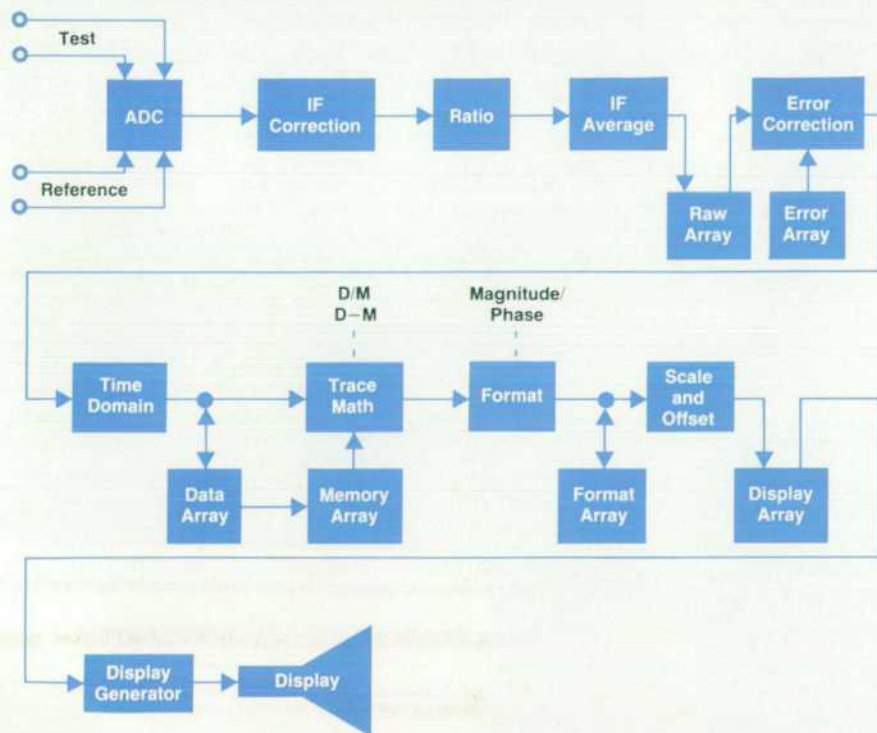 Test
ADC
IF
Correction
Ratio
IF
Average
Error
Correction
Reference
Raw
Array
Error
Array
D/M
D–M
Magnitude/
Phase
Time
Domain
Trace
Math
Format
Scale
and
Offset
Data
Array
Memory
Array
Format
Array
Display
Array
Display
Generator
Display